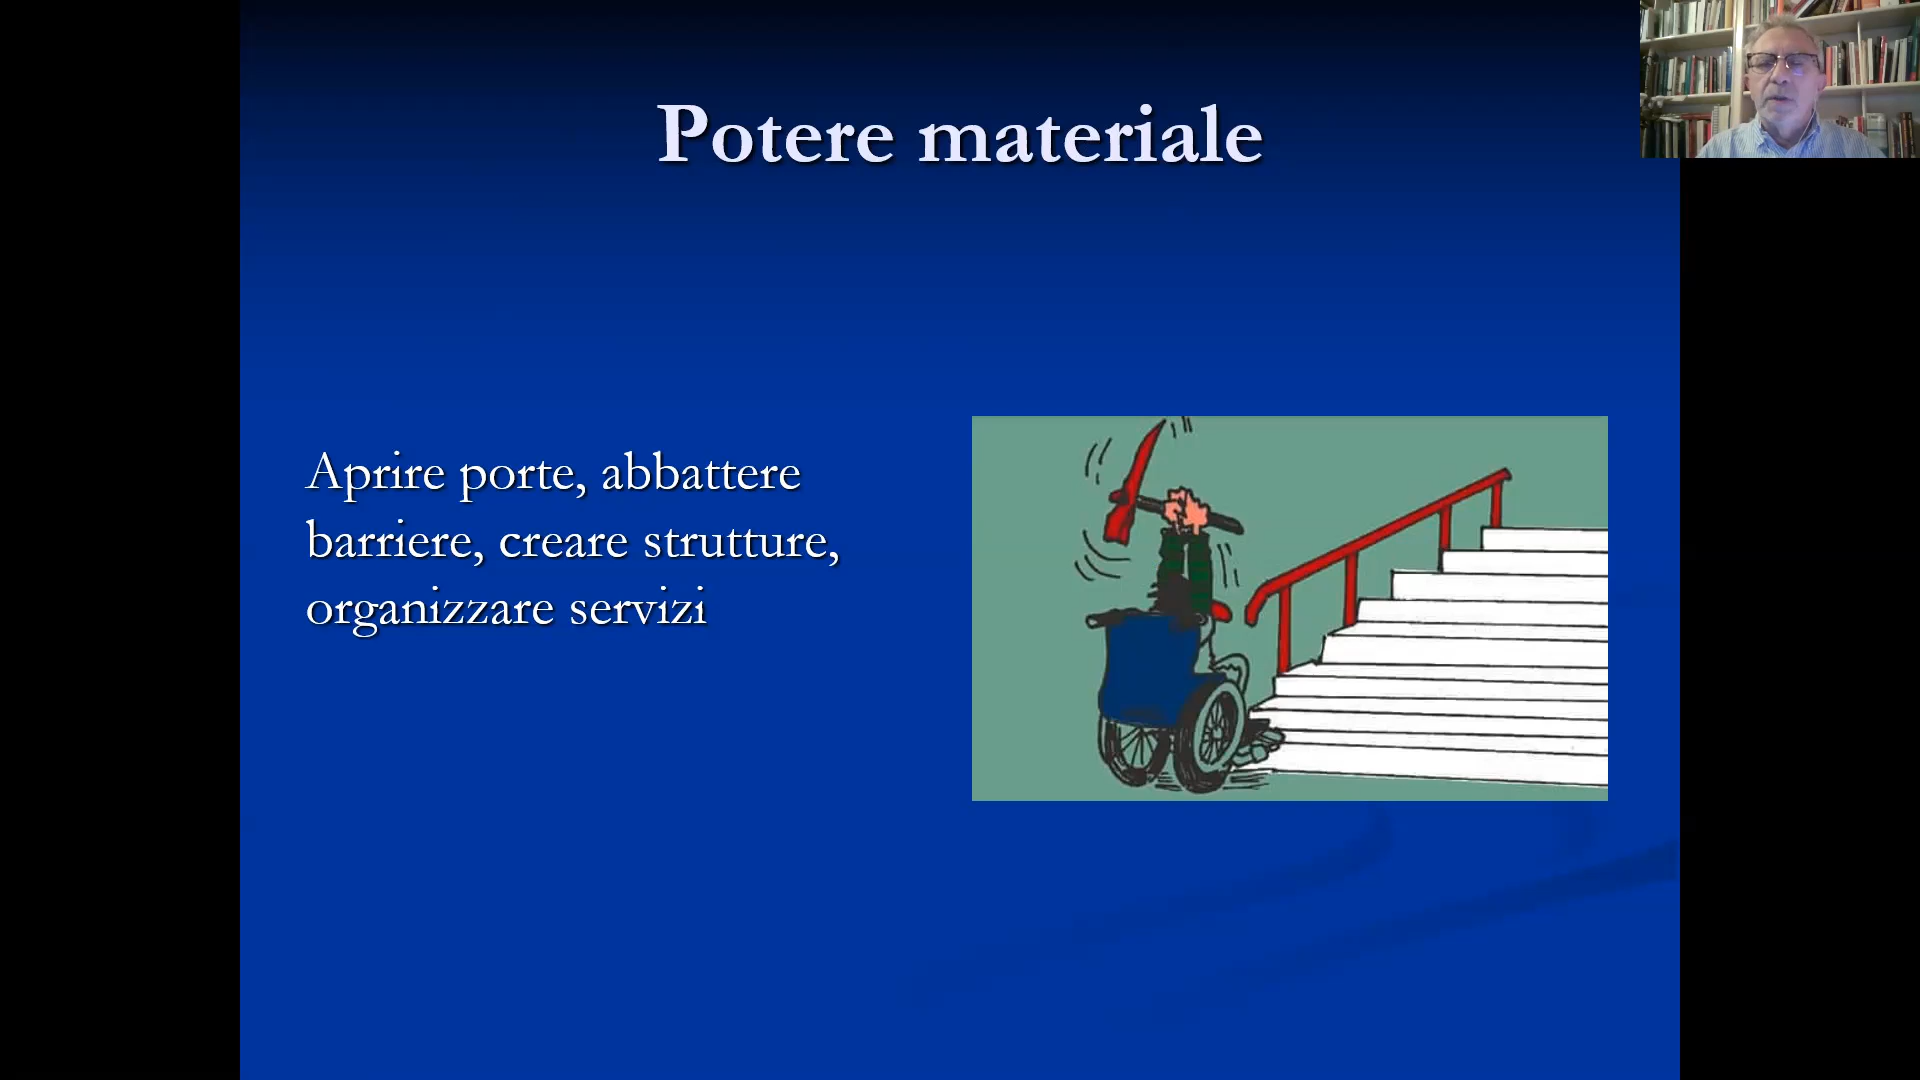 Potere materiale
Aprire porte, abbattere
barriere, creare strutture,
organizzare servizi